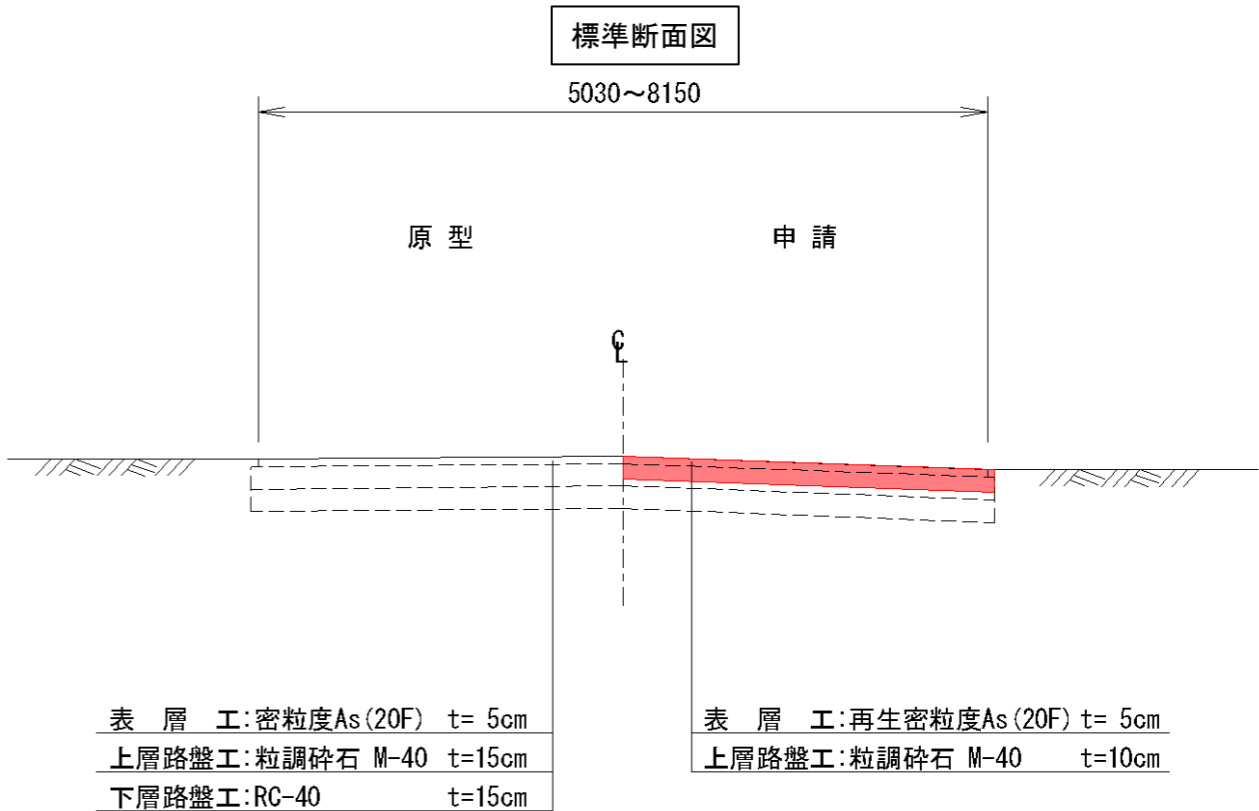 標準断面図
5030～8150
原 型
申 請
CL
表 層 工:密粒度As(20F) t= 5cm
上層路盤工:粒調砕石 M-40 t=15cm
下層路盤工:RC-40 t=15cm
表 層 工:再生密粒度As(20F) t= 5cm
上層路盤工:粒調砕石 M-40 t=10cm